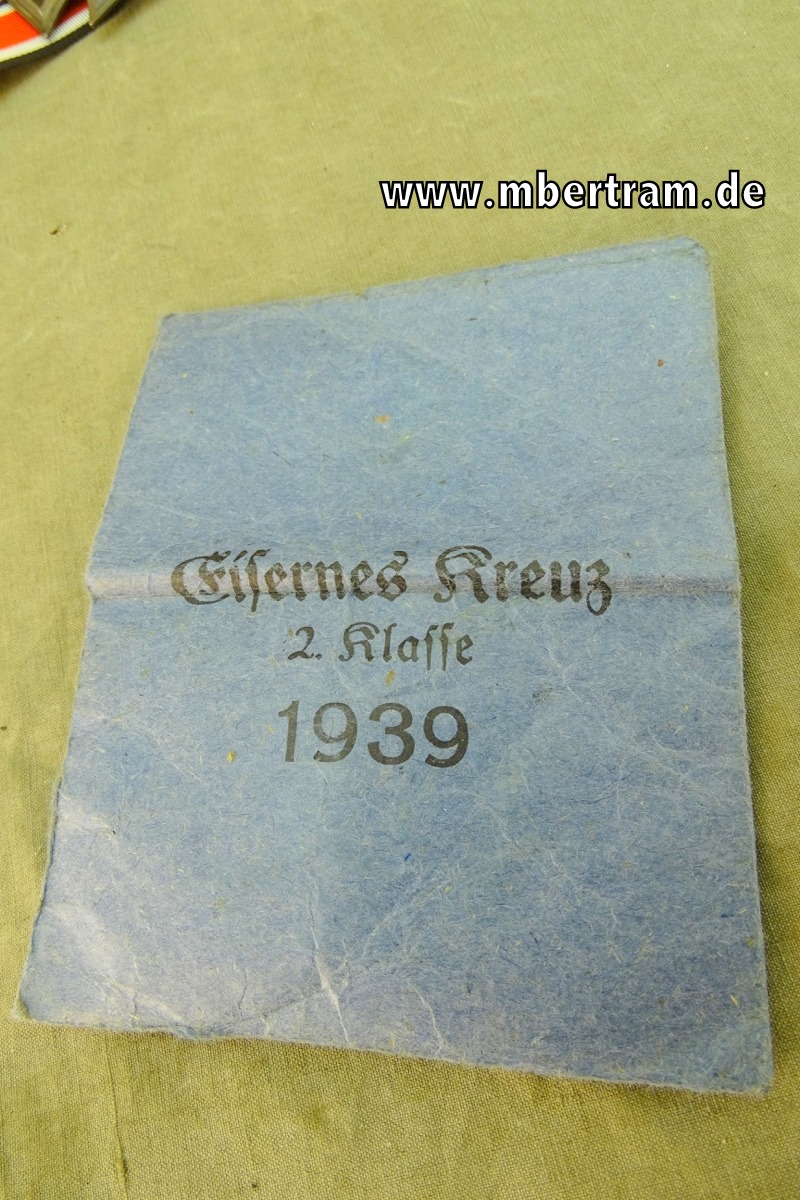 www.mbertram.de
Eisernes Kreuz
2. Klasse
1939